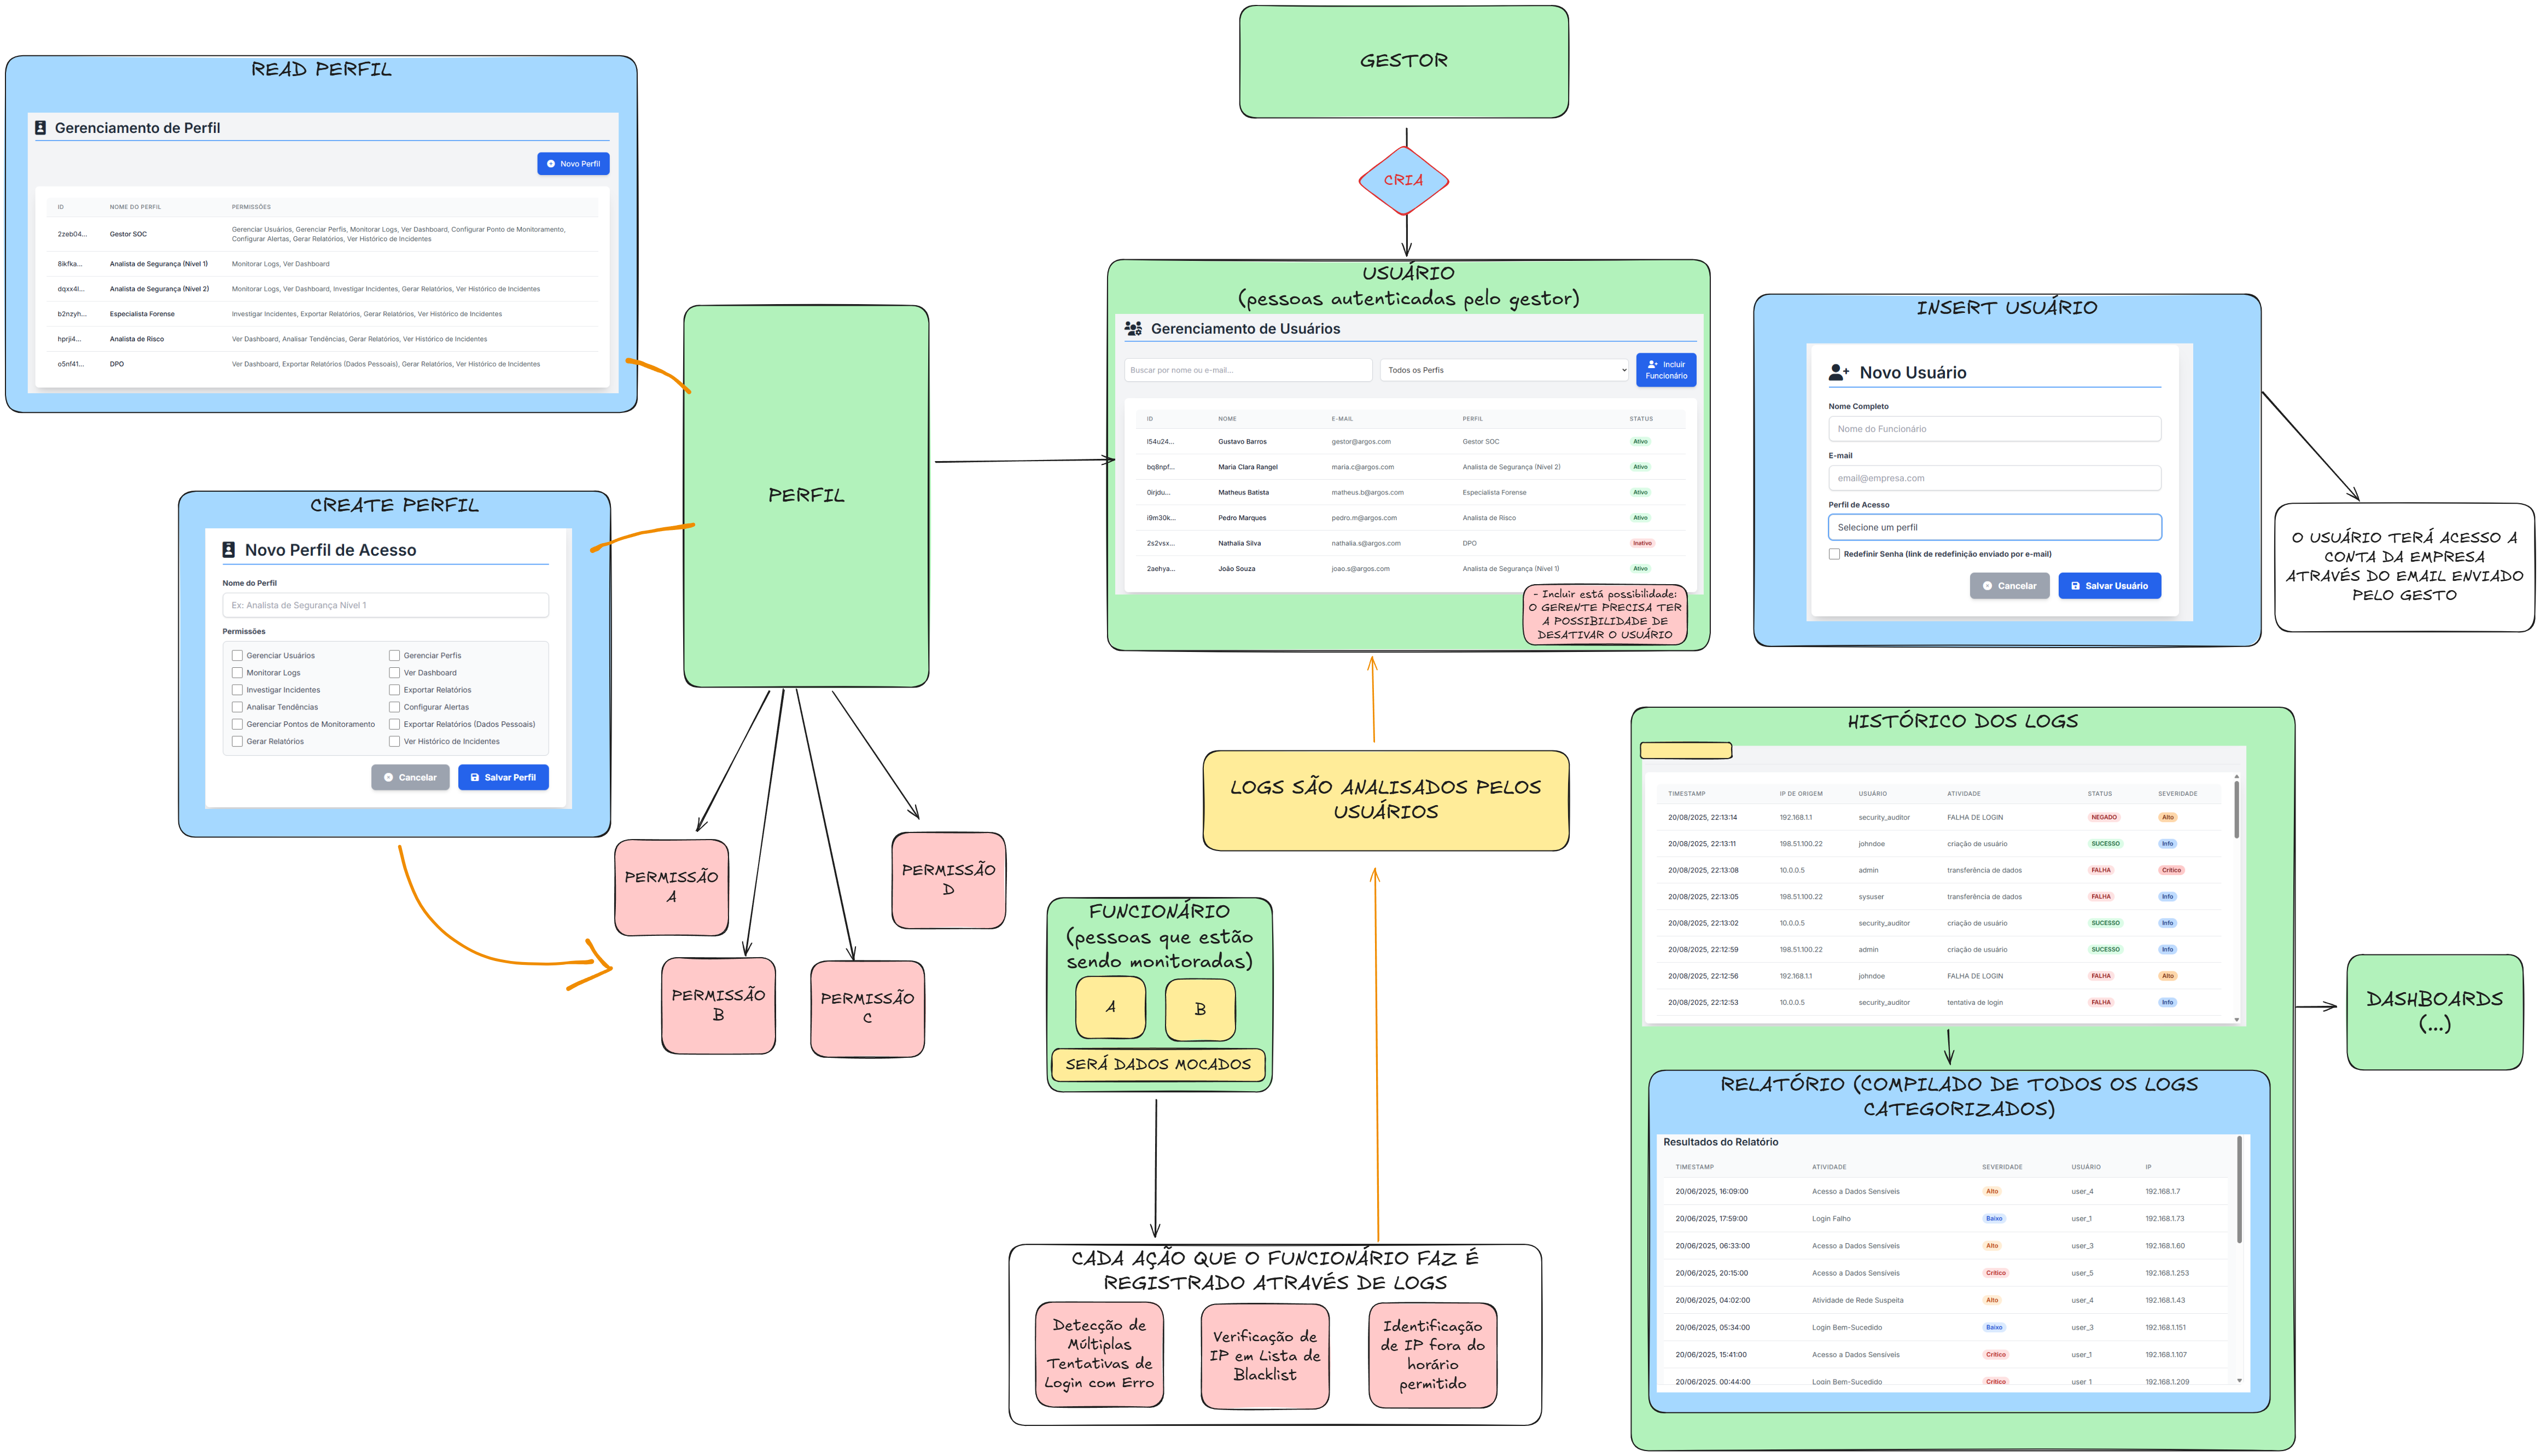 GESTOR
CRIA
READ PERFIL
Gerenciamento de Perfil
Novo Perfil
ID NOME DO PERFIL PERMISSÕES
2zeb04... Gestor SOC Gerenciar Usuários, Gerenciar Perfis, Monitorar Logs, Ver Dashboard, Configurar Ponto de Monitoramento,
Configurar Alertas, Gerar Relatórios, Ver Histórico de Incidentes
8ikfka... Analista de Segurança (Nível 1) Monitorar Logs, Ver Dashboard
dqxx4l... Analista de Segurança (Nível 2) Monitorar Logs, Ver Dashboard, Investigar Incidentes, Gerar Relatórios, Ver Histórico de Incidentes
b2nzyh... Especialista Forense Investigar Incidentes, Exportar Relatórios, Gerar Relatórios, Ver Histórico de Incidentes
hprji4... Analista de Risco Ver Dashboard, Analisar Tendências, Gerar Relatórios, Ver Histórico de Incidentes
o5nf41... DPO Ver Dashboard, Exportar Relatórios (Dados Pessoais), Gerar Relatórios, Ver Histórico de Incidentes
CREATE PERFIL
Novo Perfil de Acesso
Nome do Perfil
Ex: Analista de Segurança Nível 1
Permissões
Gerenciar Usuários Gerenciar Perfis
Monitorar Logs Ver Dashboard
Investigar Incidentes Exportar Relatórios
Analisar Tendências Configurar Alertas
Gerenciar Pontos de Monitoramento Exportar Relatórios (Dados Pessoais)
Gerar Relatórios Ver Histórico de Incidentes
Cancelar Salvar Perfil
PERFIL
PERMISSÃO
A
PERMISSÃO
B
PERMISSÃO
C
PERMISSÃO
D
USUÁRIO
(pessoas autenticadas pelo gestor)
Gerenciamento de Usuários
Buscar por nome ou e-mail...
Todos os Perfis
Incluir
Funcionário
ID NOME E-MAIL PERFIL STATUS
l54u24... Gustavo Barros gestor@argos.com Gestor SOC Ativo
bq8npf... Maria Clara Rangel maria.c@argos.com Analista de Segurança (Nível 2) Ativo
0irjdu... Matheus Batista matheus.b@argos.com Especialista Forense Ativo
i9m30k... Pedro Marques pedro.m@argos.com Analista de Risco Ativo
2s2vsx... Nathalia Silva nathalia.s@argos.com DPO Inativo
2aehya... João Souza joao.s@argos.com Analista de Segurança (Nível 1) Ativo
- Incluir está possibilidade:
O GERENTE PRECISA TER
A POSSIBILIDADE DE
DESATIVAR O USUÁRIO
INSERT USUÁRIO
Novo Usuário
Nome Completo
Nome do Funcionário
E-mail
email@empresa.com
Perfil de Acesso
Selecione um perfil
Redefinir Senha (link de redefinição enviado por e-mail)
Cancelar Salvar Usuário
O USUÁRIO TERÁ ACESSO A
CONTA DA EMPRESA
ATRAVÉS DO EMAIL ENVIADO
PELO GESTO
LOGS SÃO ANALISADOS PELOS
USUÁRIOS
FUNCIONÁRIO
(pessoas que estão
sendo monitoradas)
A B
SERÁ DADOS MOCADOS
CADA AÇÃO QUE O FUNCIONÁRIO FAZ É
REGISTRADO ATRAVÉS DE LOGS
Detecção de
Múltiplas
Tentativas de
Login com Erro
Verificação de
IP em Lista de
Blacklist
Identificação
de IP fora do
horário
permitido
HISTÓRICO DOS LOGS
TIMESTAMP IP DE ORIGEM USUÁRIO ATIVIDADE STATUS SEVERIDADE
20/08/2025, 22:13:14 192.168.1.1 security_auditor FALHA DE LOGIN NEGADO Alto
20/08/2025, 22:13:11 198.51.100.22 johndoe criação de usuário SUCESSO Info
20/08/2025, 22:13:08 10.0.0.5 admin transferência de dados FALHA Crítico
20/08/2025, 22:13:05 198.51.100.22 sysuser transferência de dados FALHA Info
20/08/2025, 22:13:02 10.0.0.5 security_auditor criação de usuário SUCESSO Info
20/08/2025, 22:12:59 198.51.100.22 admin criação de usuário SUCESSO Info
20/08/2025, 22:12:56 192.168.1.1 johndoe FALHA DE LOGIN FALHA Alto
20/08/2025, 22:12:53 10.0.0.5 security_auditor tentativa de login FALHA Info
RELATÓRIO (COMPILADO DE TODOS OS LOGS
CATEGORIZADOS)
Resultados do Relatório
TIMESTAMP ATIVIDADE SEVERIDADE USUÁRIO IP
20/06/2025, 16:09:00 Acesso a Dados Sensíveis Alto user_4 192.168.1.7
20/06/2025, 17:59:00 Login Falho Baixo user_1 192.168.1.73
20/06/2025, 06:33:00 Acesso a Dados Sensíveis Alto user_3 192.168.1.60
20/06/2025, 20:15:00 Acesso a Dados Sensíveis Crítico user_5 192.168.1.253
20/06/2025, 04:02:00 Atividade de Rede Suspeita Alto user_4 192.168.1.43
20/06/2025, 05:34:00 Login Bem-Sucedido Baixo user_3 192.168.1.151
20/06/2025, 15:41:00 Acesso a Dados Sensíveis Crítico user_1 192.168.1.107
20/06/2025, 00:44:00 Login Bem-Sucedido Crítico user 1 192.168.1.209
DASHBOARDS
(...)